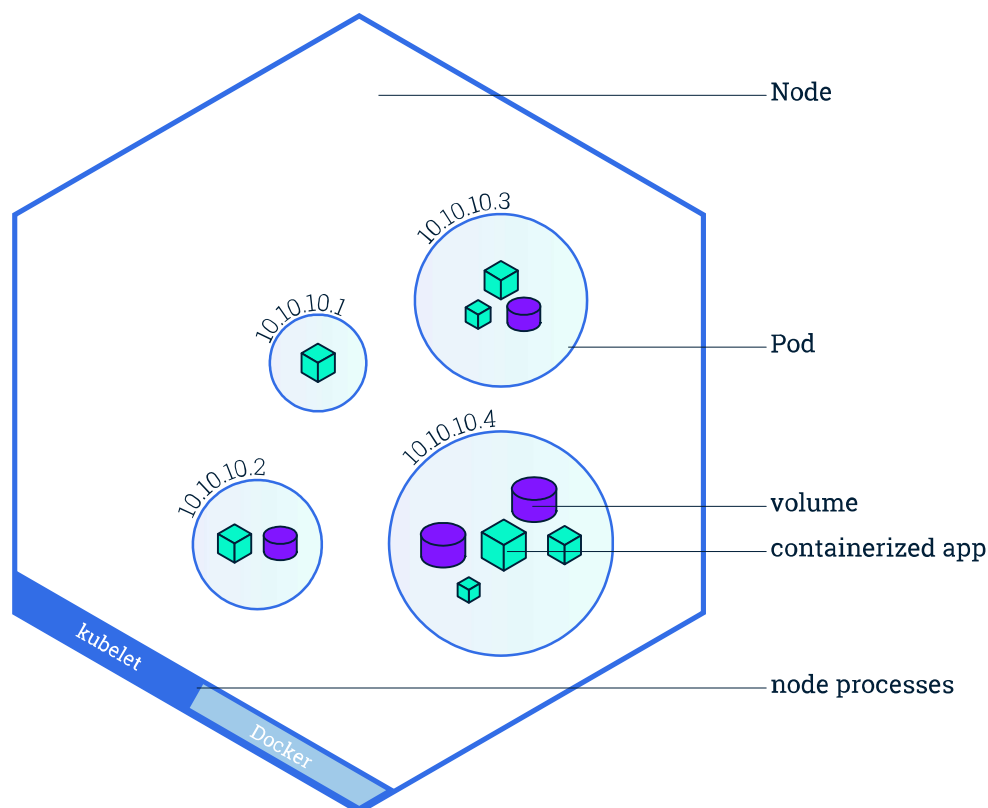 Node
10.10.10.3
10.10.10.1
Pod
10.10.10.4
10.10.10.2
volume
containerized app
kubelet
node processes
Docker